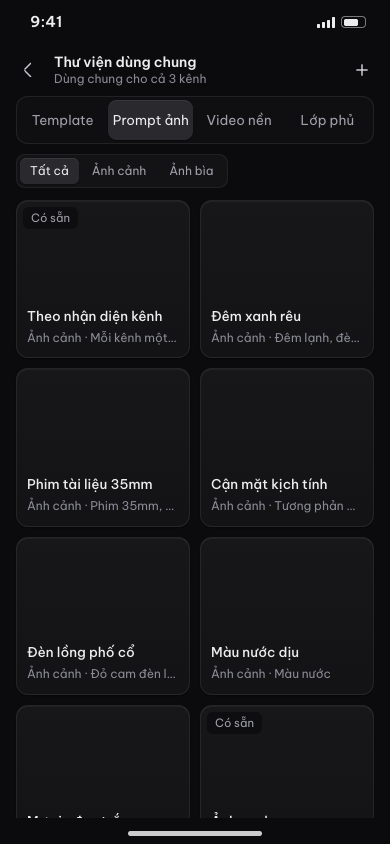 9:41
Thư viện dùng chung
Dùng chung cho cả 3 kênh
Template
Prompt ảnh
Video nền
Lớp phủ
Tất cả
Ảnh cảnh
Ảnh bìa
Có sẵn
Theo nhận diện kênh
Ảnh cảnh · Mỗi kênh một...
Đêm xanh rêu
Ảnh cảnh · Đêm lạnh, đè...
Phim tài liệu 35mm
Ảnh cảnh · Phim 35mm, ...
Cận mặt kịch tính
Ảnh cảnh · Tương phản ...
Đèn lồng phố cổ
Ảnh cảnh · Đỏ cam đèn l...
Màu nước dịu
Ảnh cảnh · Màu nước
Có sẵn